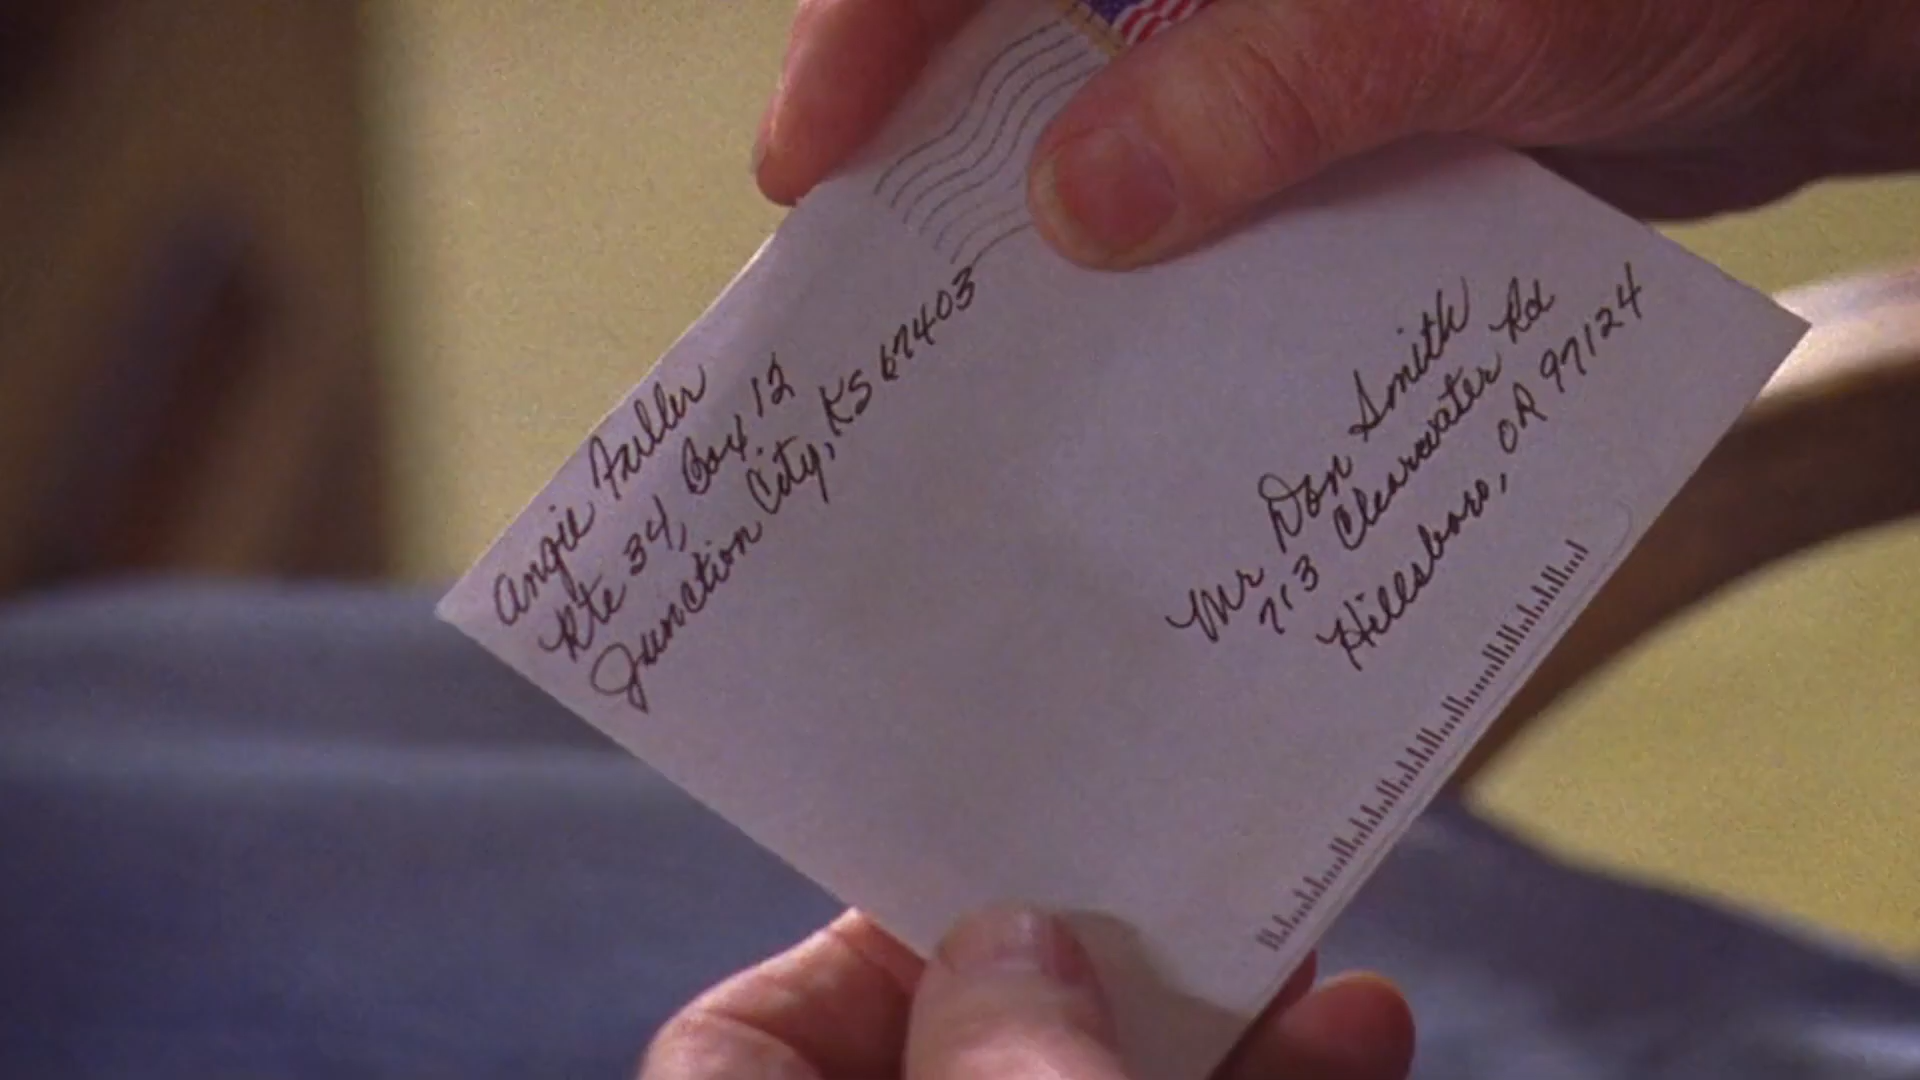 Angie Fuller
Rte 34, Box 12
Junction City, KS 67403
Mr Don Smith
713 Clearwater Rd
Hillsboro, OR 97124